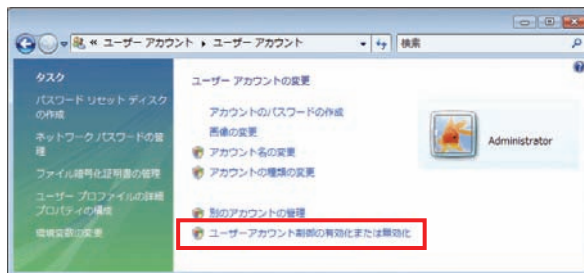 « ユーザー アカウント ▸ ユーザー アカウント
検索
タスク
パスワード リセット ディスク
の作成
ネットワーク パスワードの管
理
ファイル暗号化証明書の管理
ユーザー プロファイルの詳細
プロパティの構成
環境変数の変更
ユーザー アカウントの変更
アカウントのパスワードの作成
画像の変更
アカウント名の変更
アカウントの種類の変更
別のアカウントの管理
ユーザーアカウント制御の有効化または無効化
Administrator